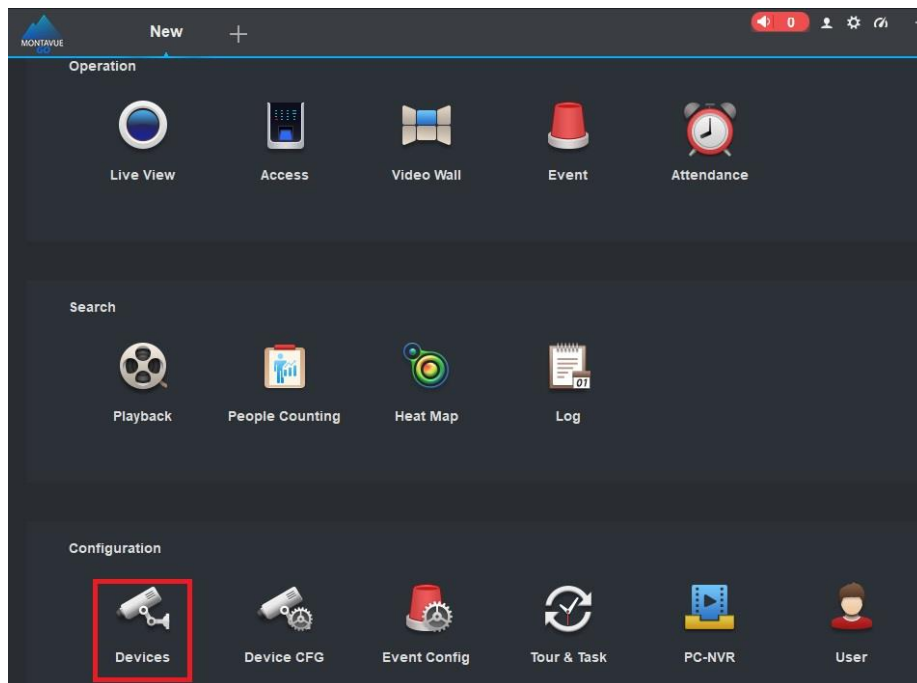 MONTAVUE
GO
New
0
Operation
Live View
Access
Video Wall
Event
Attendance
Search
Playback
People Counting
Heat Map
Log
01
Configuration
Devices
Device CFG
Event Config
Tour & Task
PC-NVR
User